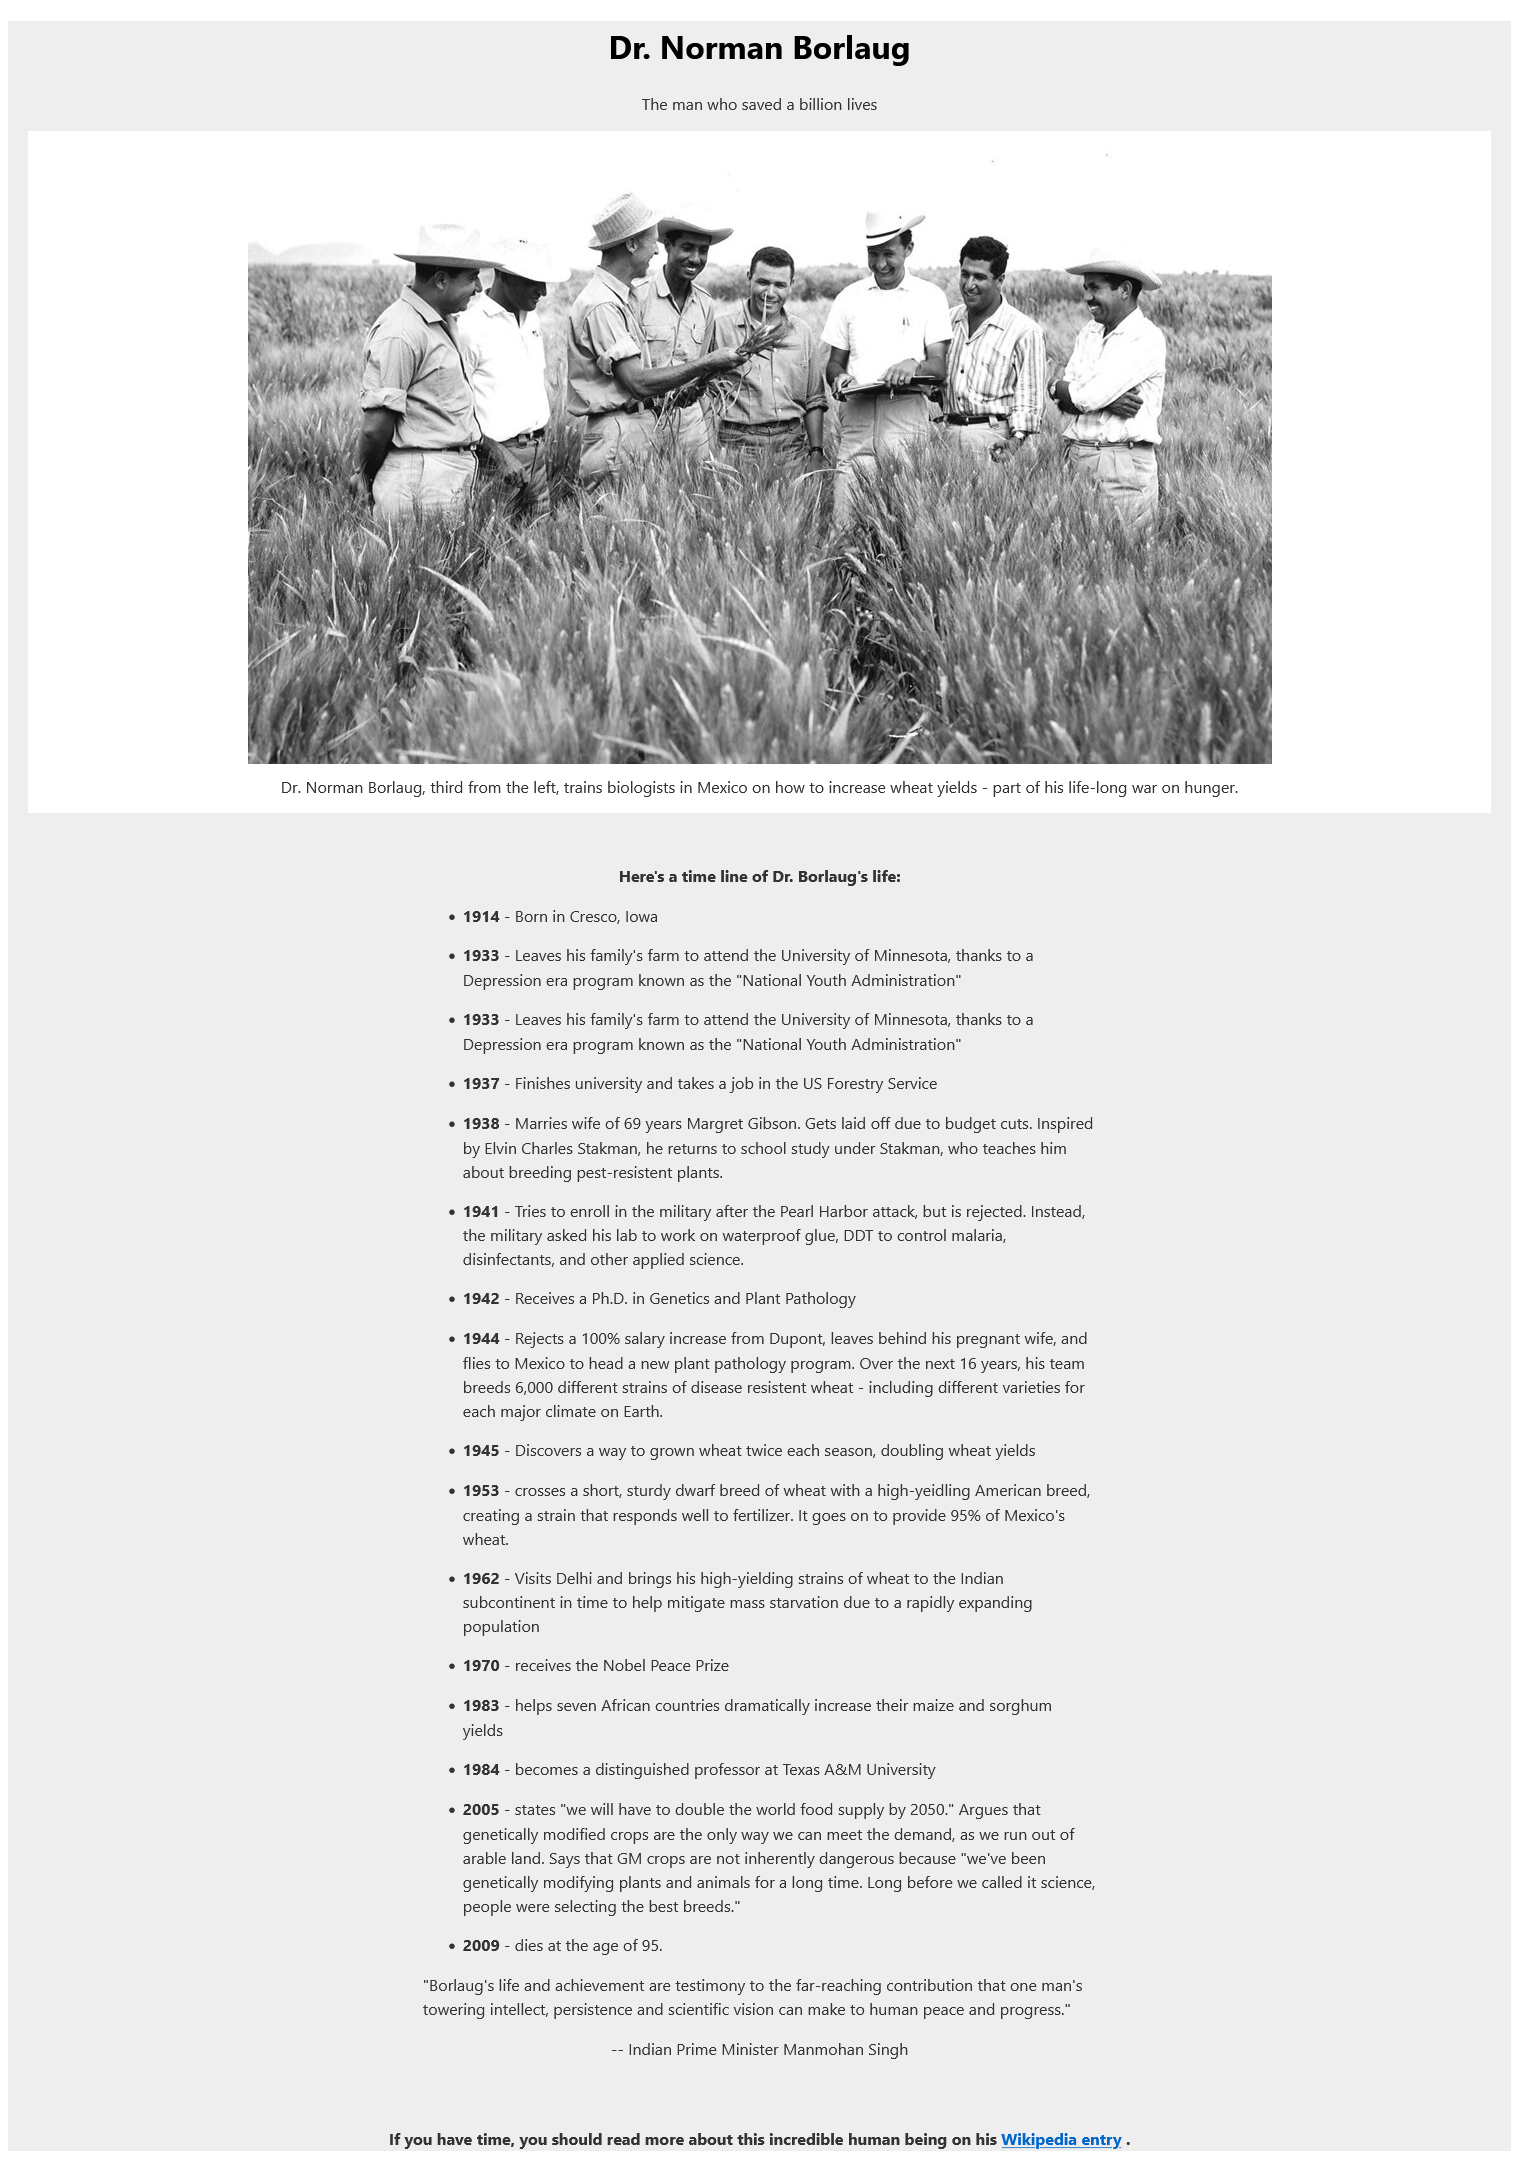 Dr. Norman Borlaug
The man who saved a billion lives
Dr. Norman Borlaug, third from the left, trains biologists in Mexico on how to increase wheat yields - part of his life-long war on hunger.
Here's a time line of Dr. Borlaug's life:
• 1914 - Born in Cresco, Iowa
• 1933 - Leaves his family's farm to attend the University of Minnesota, thanks to a
Depression era program known as the "National Youth Administration"
• 1933 - Leaves his family's farm to attend the University of Minnesota, thanks to a
Depression era program known as the "National Youth Administration"
• 1937 - Finishes university and takes a job in the US Forestry Service
• 1938 - Marries wife of 69 years Margret Gibson. Gets laid off due to budget cuts. Inspired
by Elvin Charles Stakman, he returns to school study under Stakman, who teaches him
about breeding pest-resistent plants.
• 1941 - Tries to enroll in the military after the Pearl Harbor attack, but is rejected. Instead,
the military asked his lab to work on waterproof glue, DDT to control malaria,
disinfectants, and other applied science.
• 1942 - Receives a Ph.D. in Genetics and Plant Pathology
• 1944 - Rejects a 100% salary increase from Dupont, leaves behind his pregnant wife, and
flies to Mexico to head a new plant pathology program. Over the next 16 years, his team
breeds 6,000 different strains of disease resistent wheat - including different varieties for
each major climate on Earth.
• 1945 - Discovers a way to grown wheat twice each season, doubling wheat yields
• 1953 - crosses a short, sturdy dwarf breed of wheat with a high-yeidling American breed,
creating a strain that responds well to fertilizer. It goes on to provide 95% of Mexico's
wheat.
• 1962 - Visits Delhi and brings his high-yielding strains of wheat to the Indian
subcontinent in time to help mitigate mass starvation due to a rapidly expanding
population
• 1970 - receives the Nobel Peace Prize
• 1983 - helps seven African countries dramatically increase their maize and sorghum
yields
• 1984 - becomes a distinguished professor at Texas A&M University
• 2005 - states "we will have to double the world food supply by 2050." Argues that
genetically modified crops are the only way we can meet the demand, as we run out of
arable land. Says that GM crops are not inherently dangerous because "we've been
genetically modifying plants and animals for a long time. Long before we called it science,
people were selecting the best breeds."
• 2009 - dies at the age of 95.
"Borlaug's life and achievement are testimony to the far-reaching contribution that one man's
towering intellect, persistence and scientific vision can make to human peace and progress."
-- Indian Prime Minister Manmohan Singh
If you have time, you should read more about this incredible human being on his Wikipedia entry .